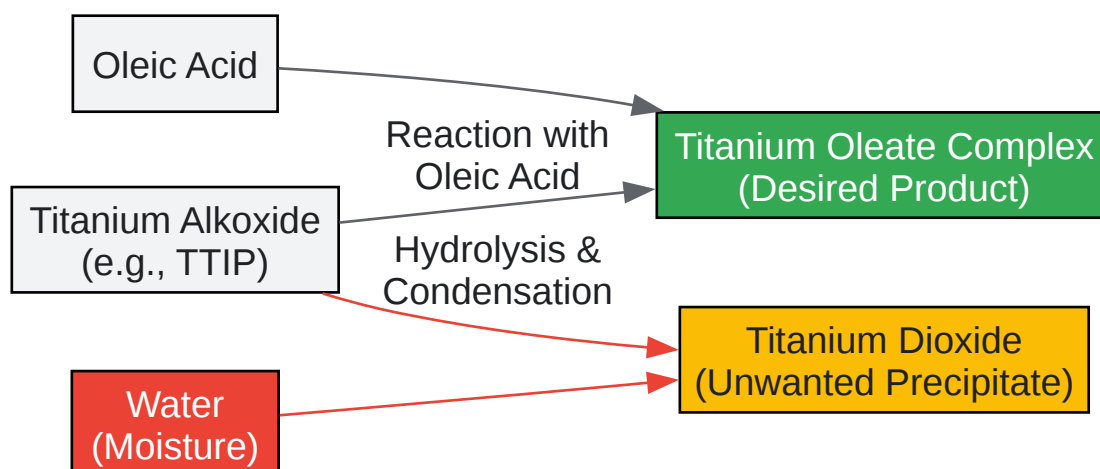 Oleic Acid
Reaction with
Oleic Acid
Titanium Oleate Complex
(Desired Product)
Titanium Alkoxide
(e.g., TTIP)
Hydrolysis &
Condensation
Titanium Dioxide
(Unwanted Precipitate)
Water
(Moisture)